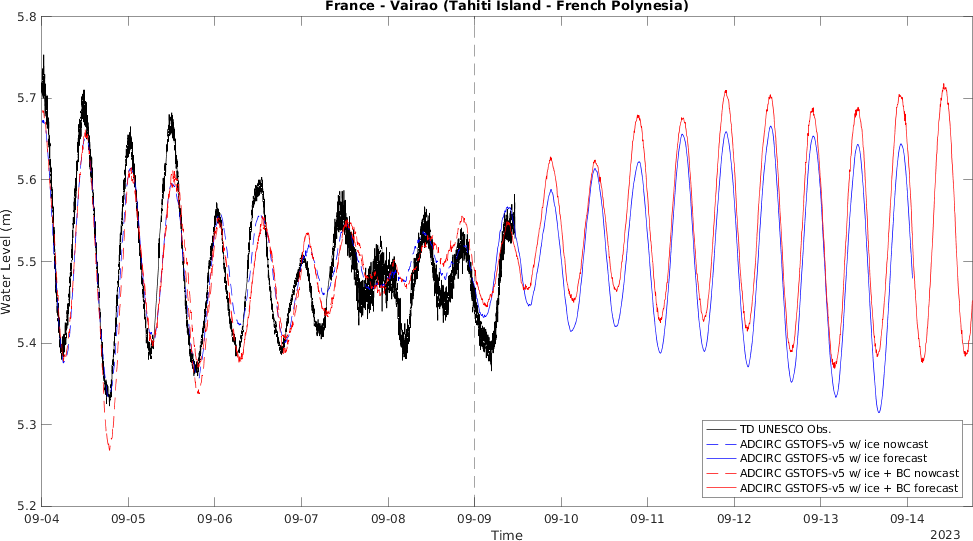 France - Vairao (Tahiti Island - French Polynesia)
5.8
5.7
5.6
5.5
5.4
5.3
5.2
Water Level (m)
TD UNESCO Obs.
ADCIRC GSTOFS-v5 w/ ice nowcast
ADCIRC GSTOFS-v5 w/ ice forecast
ADCIRC GSTOFS-v5 w/ ice + BC nowcast
ADCIRC GSTOFS-v5 w/ ice + BC forecast
09-04 09-05 09-06 09-07 09-08 09-09 09-10 09-11 09-12 09-13 09-14
Time
2023